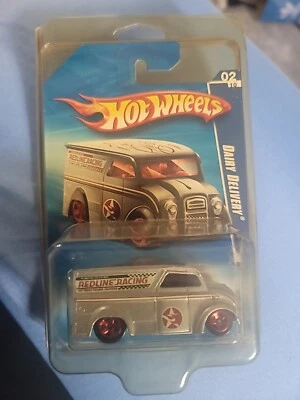 02
HOT WHEELS
DAIRY DELIVERY
REDLINE RACING
REDLINE RACING